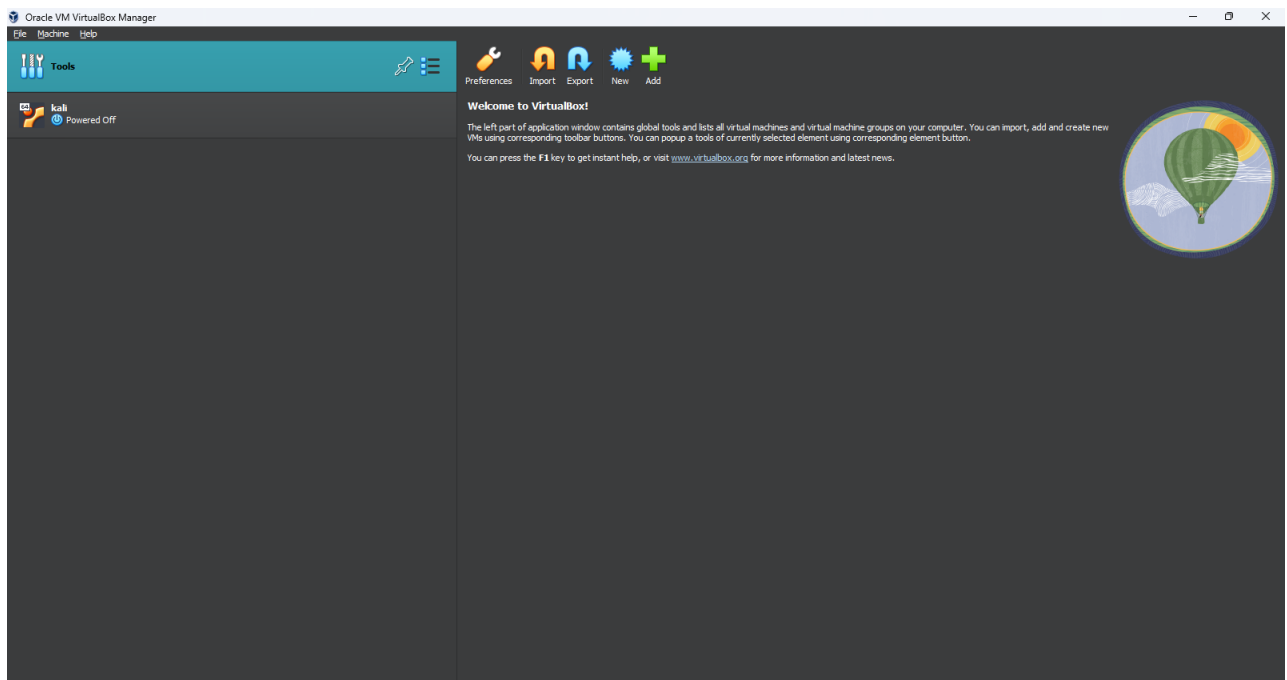 Oracle VM VirtualBox Manager
File Machine Help
Tools
Preferences Import Export New Add
64
kali
Powered Off
Welcome to VirtualBox!
The left part of application window contains global tools and lists all virtual machines and virtual machine groups on your computer. You can import, add and create new
VMs using corresponding toolbar buttons. You can popup a tools of currently selected element using corresponding element button.
You can press the F1 key to get instant help, or visit www.virtualbox.org for more information and latest news.